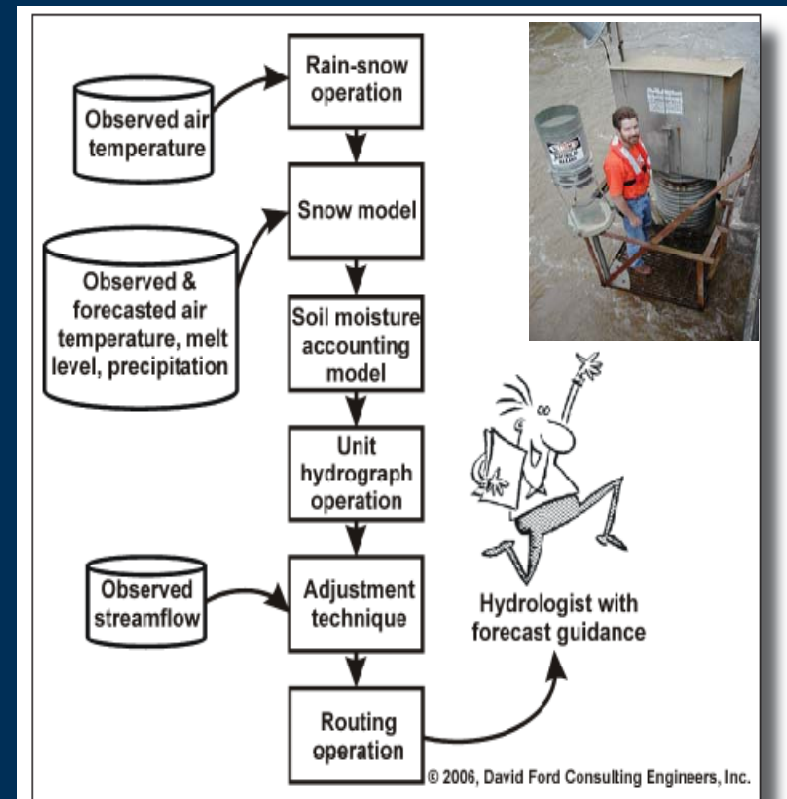 Rain-snow
operation
Observed air
temperature
Snow model
Observed &
forecasted air
temperature, melt
level, precipitation
Soil moisture
accounting
model
Unit
hydrograph
operation
Observed
streamflow
Adjustment
technique
Hydrologist with
forecast guidance
Routing
operation
© 2006, David Ford Consulting Engineers, Inc.